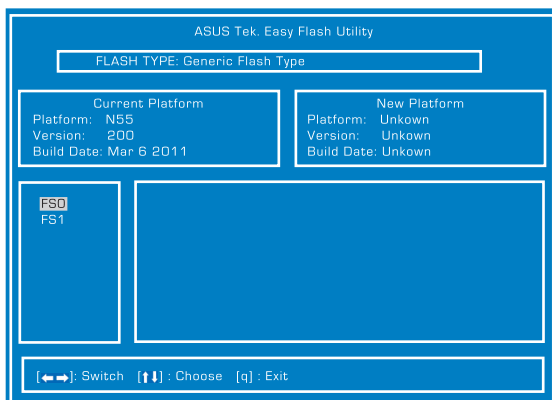 ASUS Tek. Easy Flash Utility
FLASH TYPE: Generic Flash Type
Current Platform
Platform: N55
Version: 200
Build Date: Mar 6 2011
New Platform
Platform: Unkown
Version: Unkown
Build Date: Unkown
FS0
FS1
[←→]: Switch [↑↓] : Choose [q] : Exit